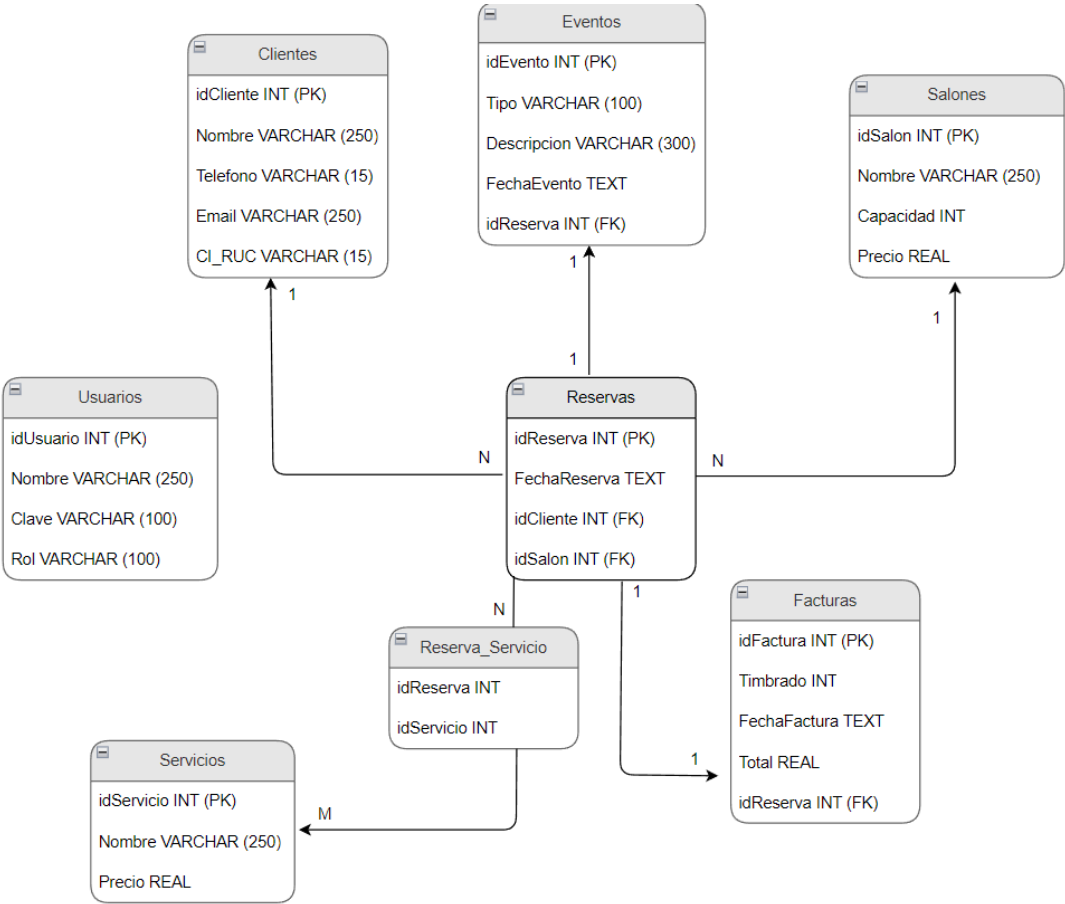 Clientes
idCliente INT (PK)
Nombre VARCHAR (250)
Telefono VARCHAR (15)
Email VARCHAR (250)
CI_RUC VARCHAR (15)
1
Eventos
idEvento INT (PK)
Tipo VARCHAR (100)
Descripcion VARCHAR (300)
FechaEvento TEXT
idReserva INT (FK)
1
1
Salones
idSalon INT (PK)
Nombre VARCHAR (250)
Capacidad INT
Precio REAL
1
Usuarios
idUsuario INT (PK)
Nombre VARCHAR (250)
Clave VARCHAR (100)
Rol VARCHAR (100)
N
Reservas
idReserva INT (PK)
FechaReserva TEXT
idCliente INT (FK)
idSalon INT (FK)
N
N
1
Reserva_Servicio
idReserva INT
idServicio INT
Facturas
idFactura INT (PK)
Timbrado INT
FechaFactura TEXT
Total REAL
idReserva INT (FK)
1
Servicios
idServicio INT (PK)
Nombre VARCHAR (250)
Precio REAL
M